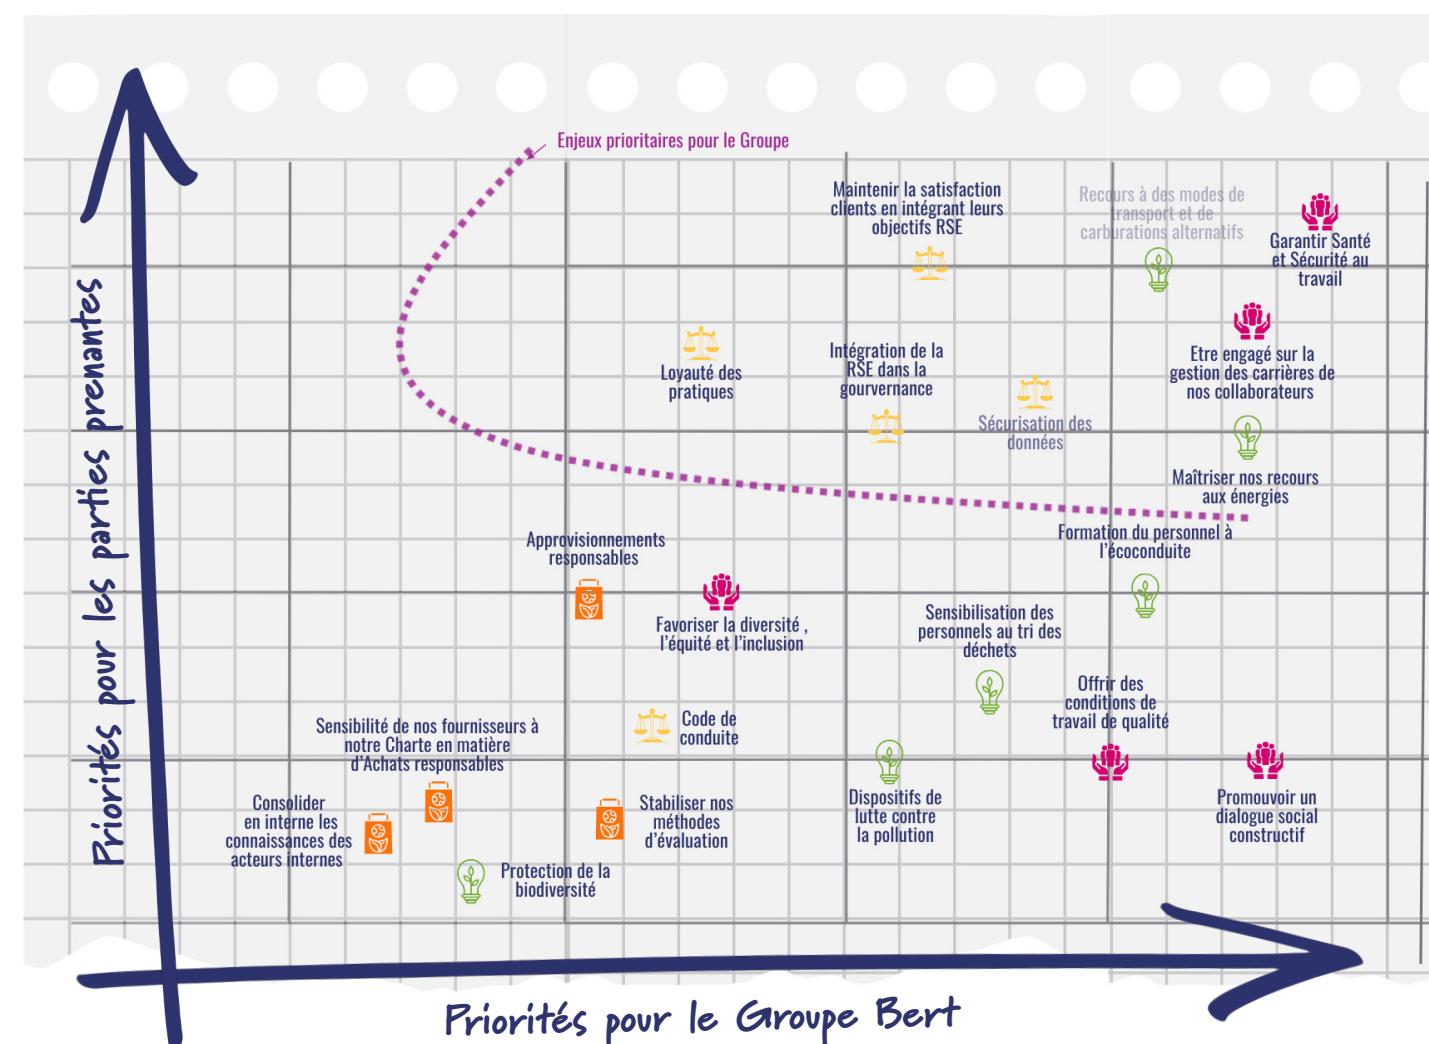 Enjeux prioritaires pour le Groupe
Maintenir la satisfaction
clients en intégrant leurs
objectifs RSE
Recours à des modes de
transport et de
carburations alternatifs
Garantir Santé
et Sécurité au
travail
Loyauté des
pratiques
Intégration de la
RSE dans la
gourvernance
Sécurisation des
données
Etre engagé sur la
gestion des carrières de
nos collaborateurs
Maîtriser nos recours
aux énergies
Formation du personnel à
l'écoconduite
Approvisionnements
responsables
Favoriser la diversité ,
l'équité et l'inclusion
Sensibilisation des
personnels au tri des
déchets
Offrir des
conditions de
travail de qualité
Sensibilité de nos fournisseurs à
notre Charte en matière
d'Achats responsables
Code de
conduite
Consolider
en interne les
connaissances des
acteurs internes
Stabiliser nos
méthodes
d'évaluation
Dispositifs de
lutte contre
la pollution
Promouvoir un
dialogue social
constructif
Protection de la
biodiversité
Priorités pour les parties prenantes
Priorités pour le Groupe Bert